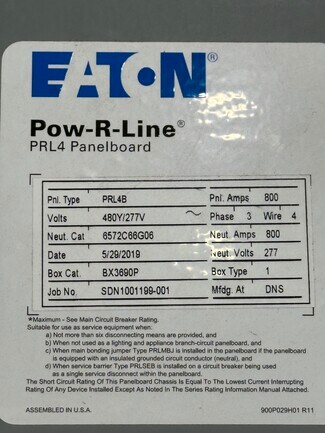 EATON®
Pow-R-Line®
PRL4 Panelboard
Pnl. Type PRL4B Pnl. Amps 800
Volts 480Y/277V ~ Phase 3 Wire 4
Neut. Cat 6572C66G06 Neut. Amps 800
Date 5/29/2019 Neut. Volts 277
Box Cat. BX3690P Box Type 1
Job No. SDN1001199-001 Mfdg. At DNS
*Maximum - See Main Circuit Breaker Rating.
Suitable for use as service equipment when:
a) Not more than six disconnecting means are provided, and
b) When not used as a lighting and appliance branch-circuit panelboard, and
c) When main bonding jumper Type PRLMBJ is installed in the panelboard if the panelboard
is equipped with an insulated grounded circuit conductor (neutral), and
d) When service barrier Type PRLSEB is installed on a circuit breaker being used
as a single service disconnect within the panelboard.
The Short Circuit Rating Of This Panelboard Chassis Is Equal To The Lowest Current Interrupting
Rating Of Any Device Installed Except As Noted In The Series Rating Information Manual Attached.
ASSEMBLED IN U.S.A. 900P029H01 R11